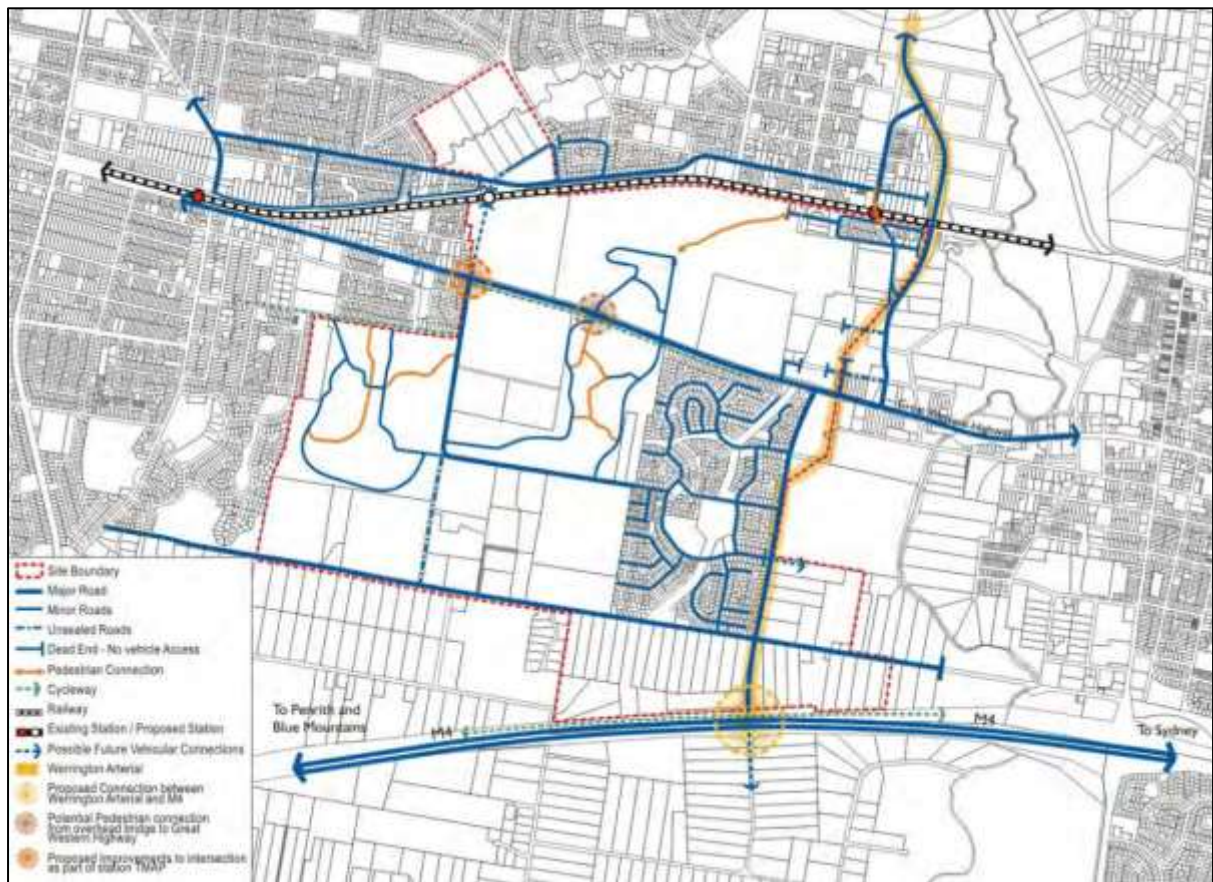 To Penrith and
Blue Mountains
M4
M4
To Sydney
Site Boundary
Major Road
Minor Roads
Unsealed Roads
Dead End - No vehicle Access
Pedestrian Connection
Cycleway
Railway
Existing Station / Proposed Station
Possible Future Vehicular Connections
Werrington Arterial
Proposed Connection between
Werrington Arterial and M4
Potential Pedestrian connection
from overhead bridge to Great
Western Highway
Proposed Improvements to intersection
as part of station TMAP